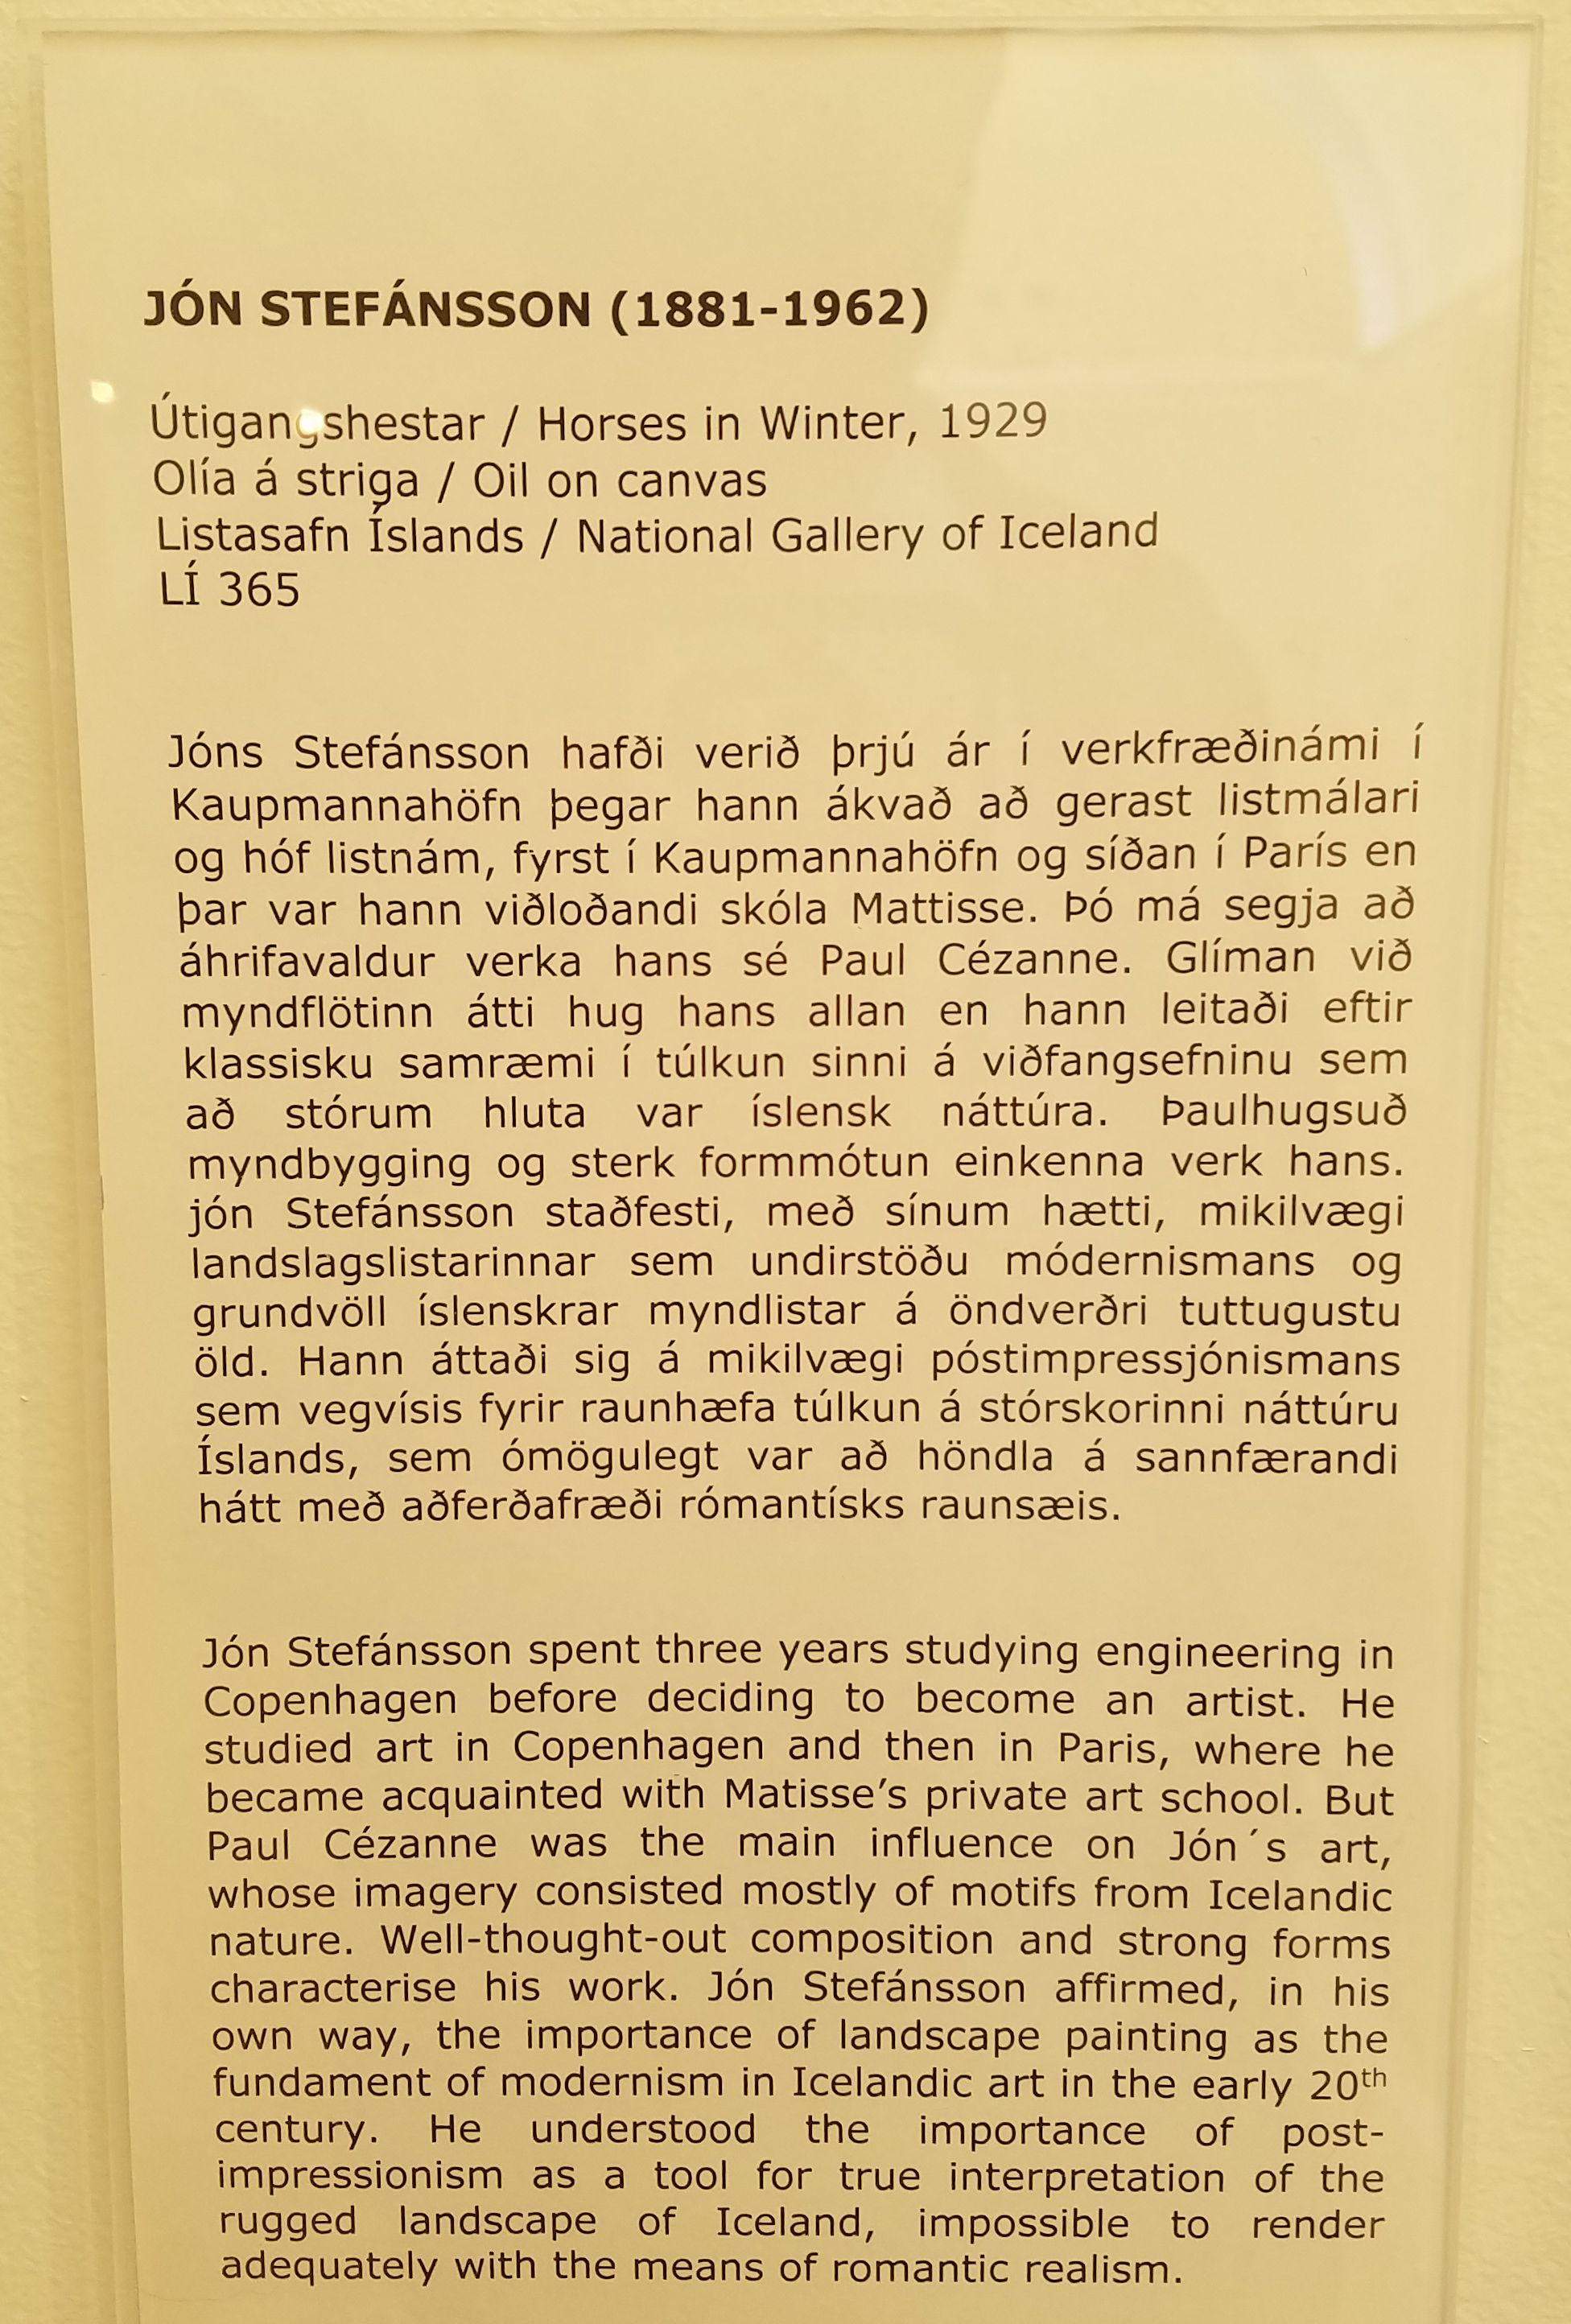 JÓN STEFÁNSSON (1881-1962)
Útigangshestar / Horses in Winter, 1929
Olía á striga / Oil on canvas
Listasafn Íslands / National Gallery of Iceland
LÍ 365
Jóns Stefánsson hafði verið þrjú ár í verkfræðinámi í
Kaupmannahöfn þegar hann ákvað að gerast listmálari
og hóf listnám, fyrst í Kaupmannahöfn og síðan í París en
þar var hann viðloðandi skóla Mattisse. Þó má segja að
áhrifavaldur verka hans sé Paul Cézanne. Glíman við
myndflötinn átti hug hans allan en hann leitaði eftir
klassisku samræmi í túlkun sinni á viðfangsefninu sem
að stórum hluta var íslensk náttúra. Þaulhugsuð
myndbygging og sterk formmótun einkenna verk hans.
jón Stefánsson staðfesti, með sínum hætti, mikilvægi
landslagslistarinnar sem undirstöðu módernismans og
grundvöll íslenskrar myndlistar á öndverðri tuttugustu
öld. Hann áttaði sig á mikilvægi póstimpressjónismans
sem vegvísis fyrir raunhæfa túlkun á stórskorinni náttúru
Íslands, sem ómögulegt var að höndla á sannfærandi
hátt með aðferðafræði rómantísks raunsæis.
Jón Stefánsson spent three years studying engineering in
Copenhagen before deciding to become an artist. He
studied art in Copenhagen and then in Paris, where he
became acquainted with Matisse’s private art school. But
Paul Cézanne was the main influence on Jón´s art,
whose imagery consisted mostly of motifs from Icelandic
nature. Well-thought-out composition and strong forms
characterise his work. Jón Stefánsson affirmed, in his
own way, the importance of landscape painting as the
fundament of modernism in Icelandic art in the early 20th
century. He understood the importance of post-
impressionism as a tool for true interpretation of the
rugged landscape of Iceland, impossible to render
adequately with the means of romantic realism.